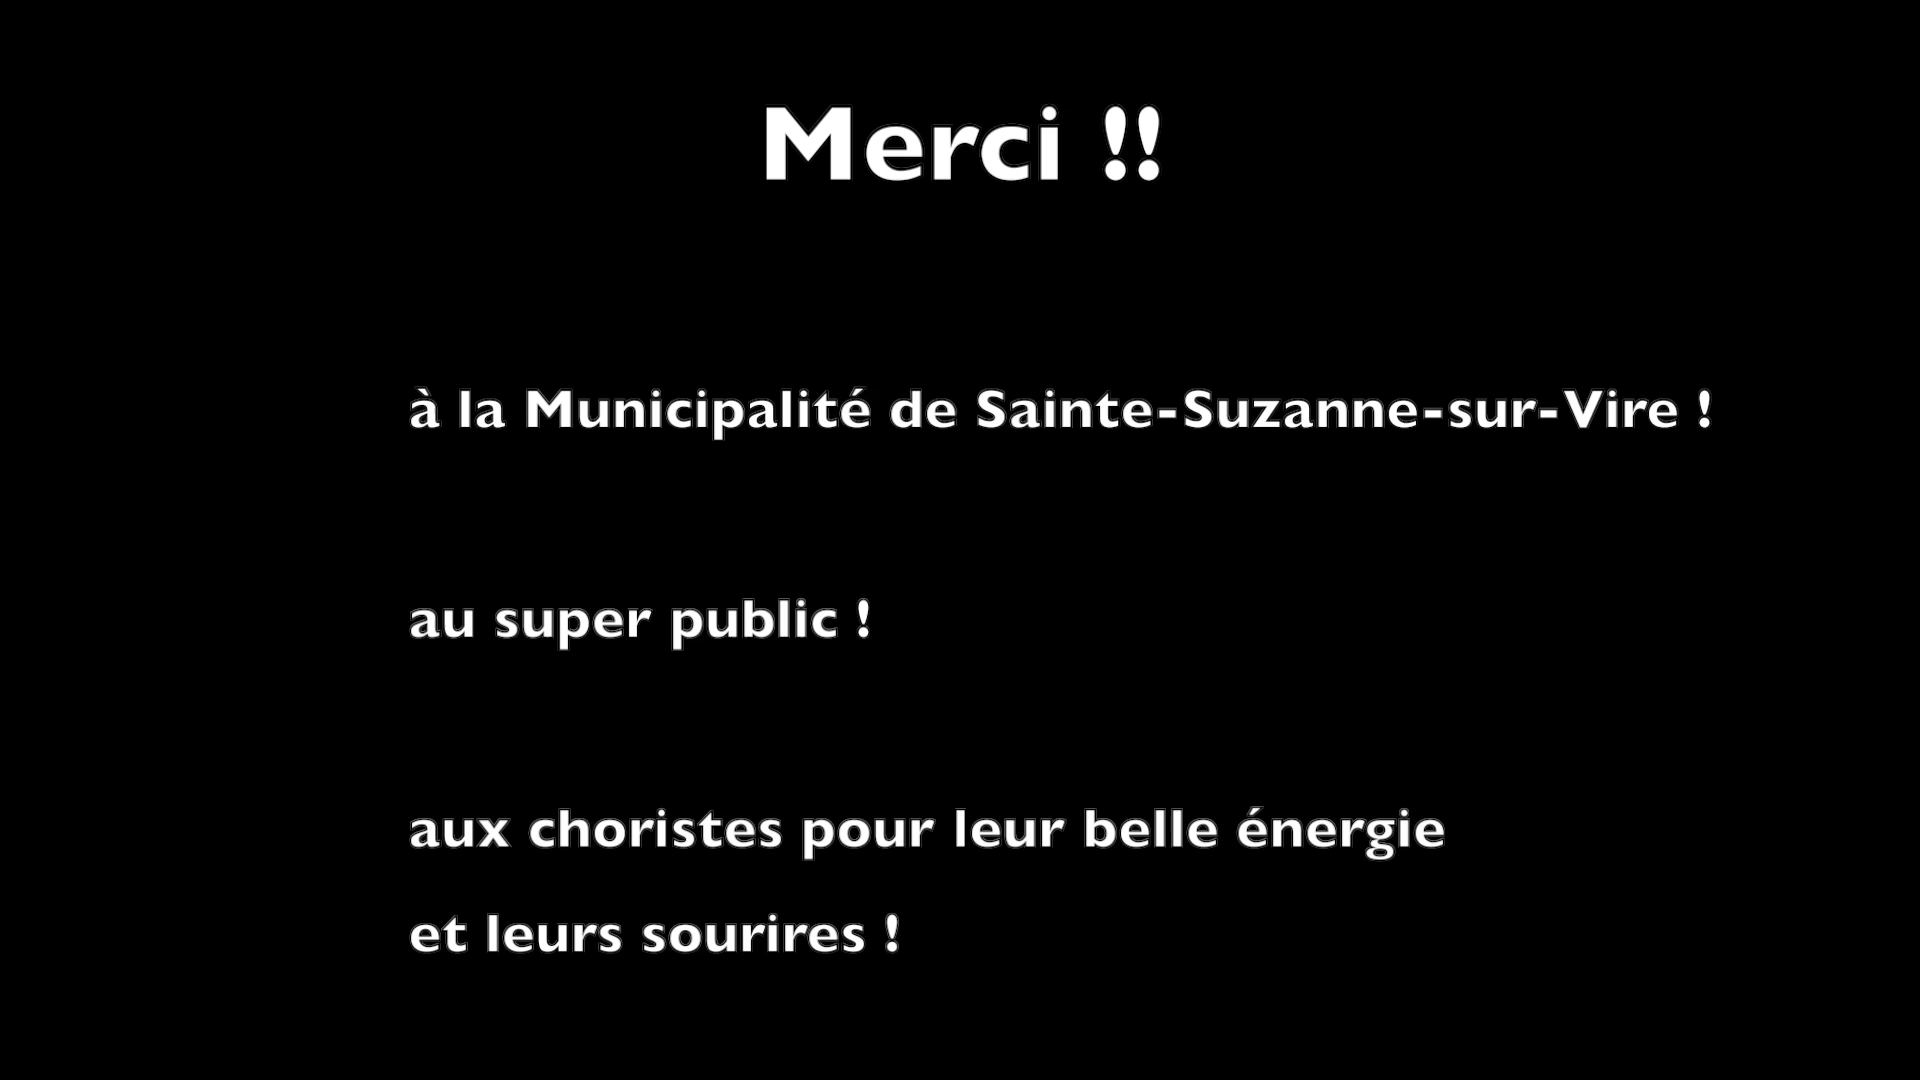 Merci !!
à la Municipalité de Sainte-Suzanne-sur-Vire !
au super public !
aux choristes pour leur belle énergie
et leurs sourires !